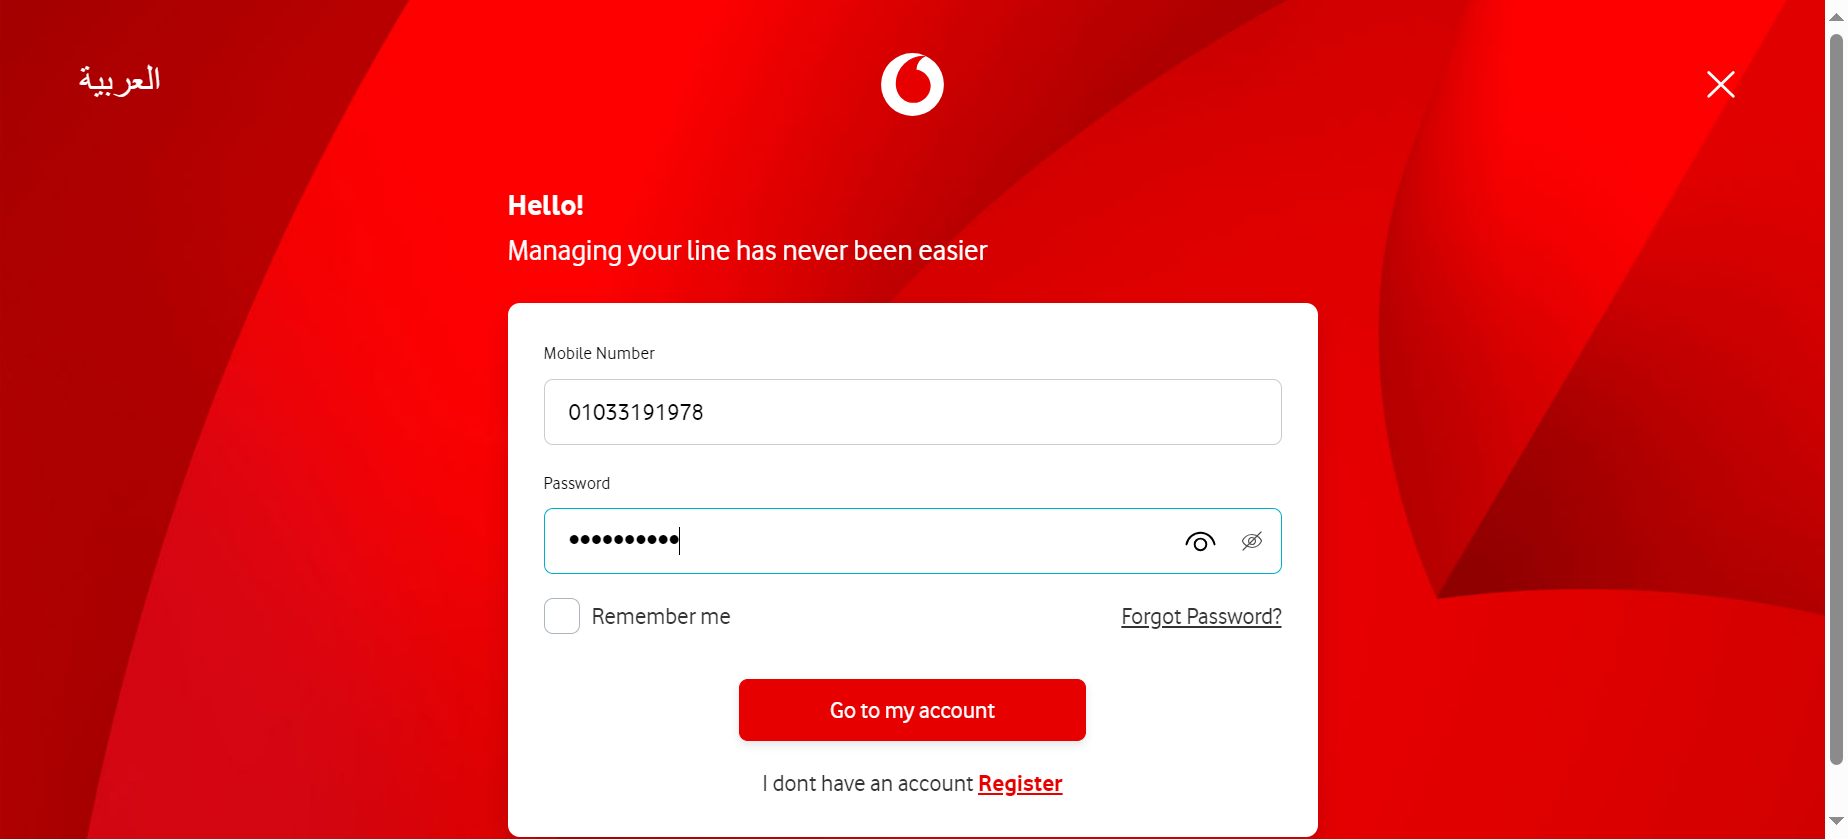 العربية
Hello!
Managing your line has never been easier
Mobile Number
01033191978
Password
••••••••••
Remember me
Forgot Password?
Go to my account
I dont have an account Register